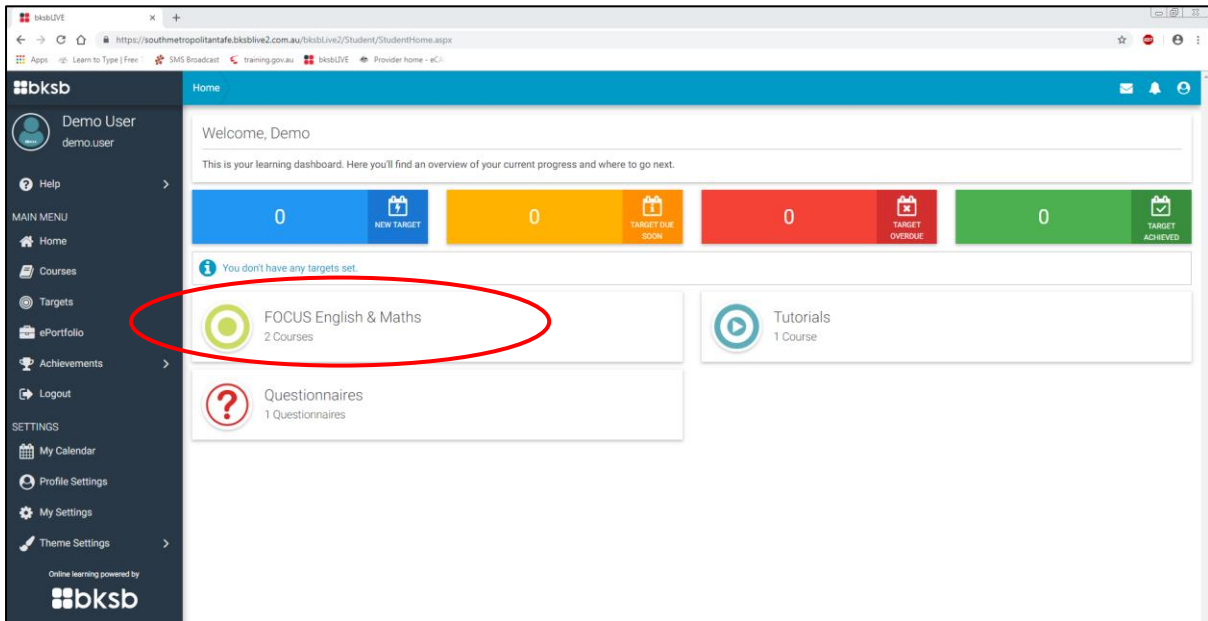 bksbLIVE
https://southmetropolitantafe.bksblive2.com.au/bksbLive2/Student/StudentHome.aspx
Apps Learn to Type | Free SMS Broadcast training.gov.au bksbLIVE Provider home - eCA
bksb
Home
Demo User
demo.user
Help
MAIN MENU
Home
Courses
Targets
ePortfolio
Achievements
Logout
SETTINGS
My Calendar
Profile Settings
My Settings
Theme Settings
Online learning powered by
bksb
Welcome, Demo
This is your learning dashboard. Here you'll find an overview of your current progress and where to go next.
0 NEW TARGET
0 TARGET DUE SOON
0 TARGET OVERDUE
0 TARGET ACHIEVED
You don't have any targets set.
FOCUS English & Maths
2 Courses
Tutorials
1 Course
Questionnaires
1 Questionnaires